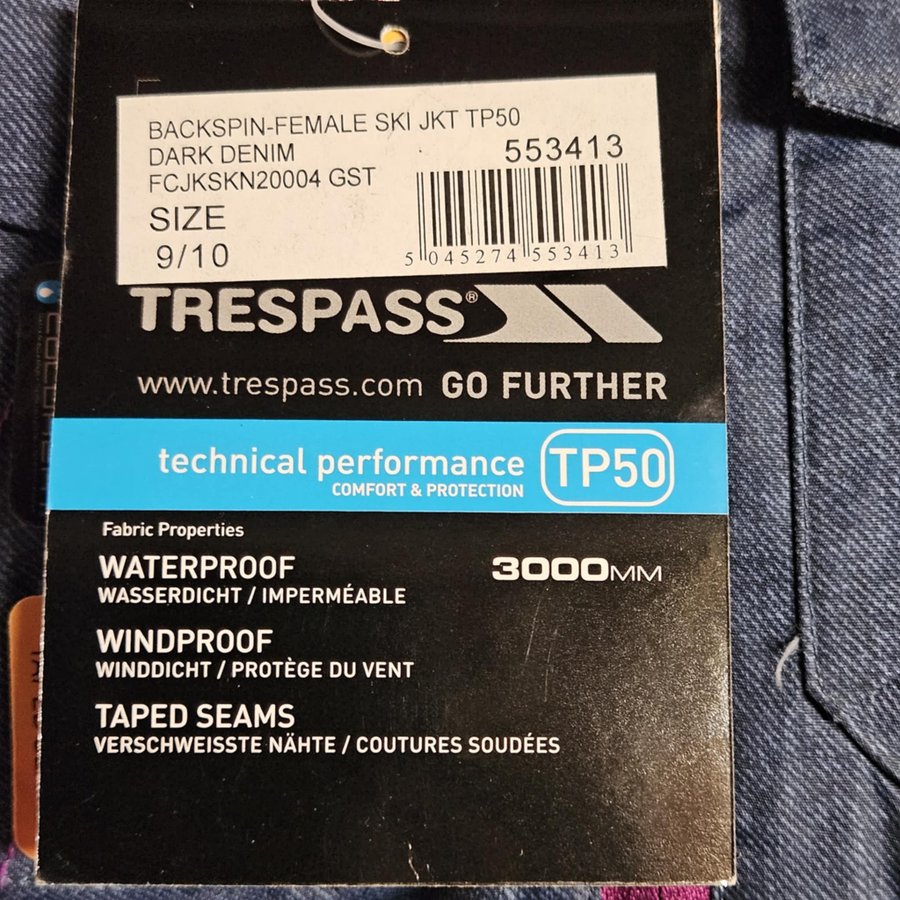 BACKSPIN-FEMALE SKI JKT TP50
DARK DENIM
553413
FCJKSKN20004 GST
SIZE
9/10
5 045274 553413
TRESPASS®
www.trespass.com GO FURTHER
technical performance TP50
COMFORT & PROTECTION
Fabric Properties
WATERPROOF 3000MM
WASSERDICHT / IMPERMÉABLE
WINDPROOF
WINDDICHT / PROTÈGE DU VENT
TAPED SEAMS
VERSCHWEISSTE NÄHTE / COUTURES SOUDÉES